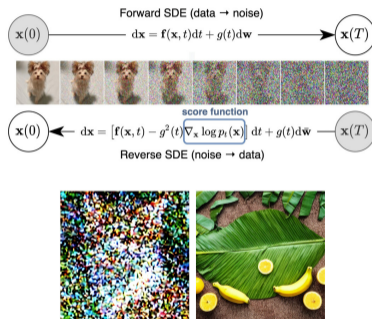 Forward SDE (data → noise)
x(0) dx = f(x, t)dt + g(t)dw x(T)
score function
x(0) dx = [f(x, t) − g²(t)∇ₓ log pₜ(x)] dt + g(t)dw̄ x(T)
Reverse SDE (noise → data)